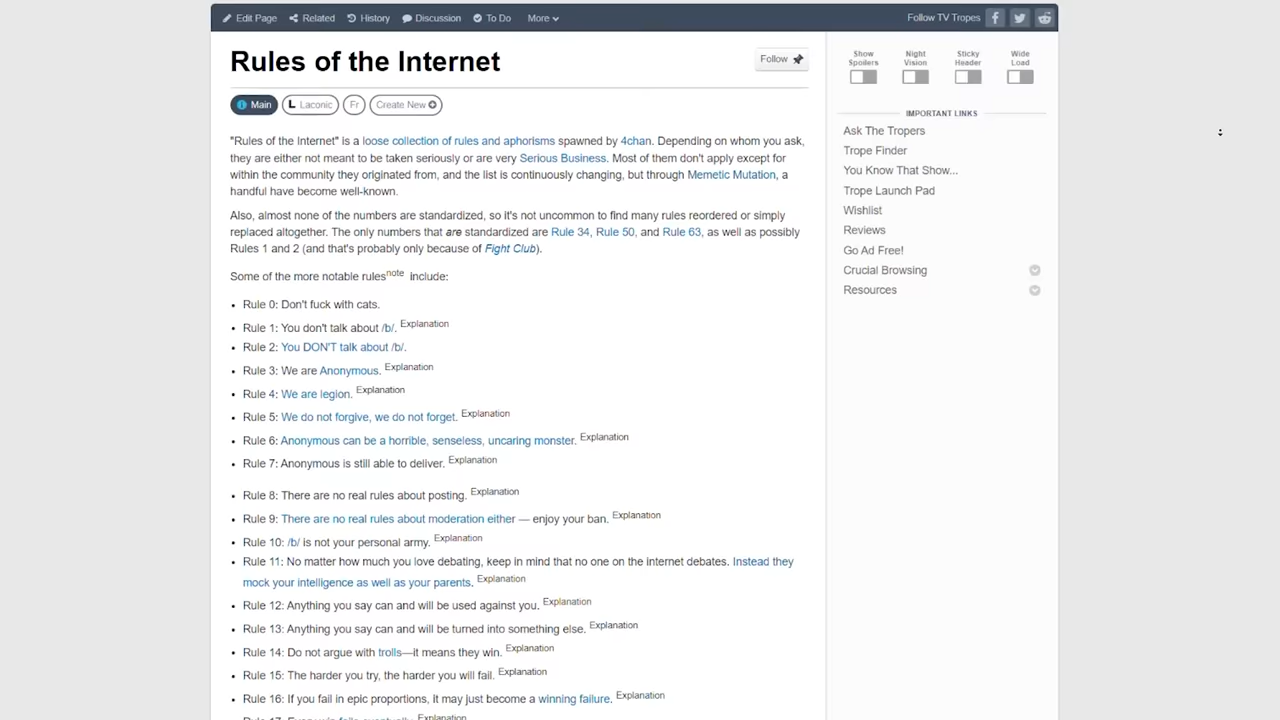 Edit Page Related History Discussion To Do More Follow TV Tropes
Rules of the Internet
Follow
Show Spoilers Night Vision Sticky Header Wide Load
Main Laconic Fr Create New
IMPORTANT LINKS
Ask The Tropers
Trope Finder
You Know That Show...
Trope Launch Pad
Wishlist
Reviews
Go Ad Free!
Crucial Browsing
Resources
"Rules of the Internet" is a loose collection of rules and aphorisms spawned by 4chan. Depending on whom you ask,
they are either not meant to be taken seriously or are very Serious Business. Most of them don't apply except for
within the community they originated from, and the list is continuously changing, but through Memetic Mutation, a
handful have become well-known.
Also, almost none of the numbers are standardized, so it's not uncommon to find many rules reordered or simply
replaced altogether. The only numbers that are standardized are Rule 34, Rule 50, and Rule 63, as well as possibly
Rules 1 and 2 (and that's probably only because of Fight Club).
Some of the more notable rules note include:
• Rule 0: Don't fuck with cats.
• Rule 1: You don't talk about /b/. Explanation
• Rule 2: You DON'T talk about /b/.
• Rule 3: We are Anonymous. Explanation
• Rule 4: We are legion. Explanation
• Rule 5: We do not forgive, we do not forget. Explanation
• Rule 6: Anonymous can be a horrible, senseless, uncaring monster. Explanation
• Rule 7: Anonymous is still able to deliver. Explanation
• Rule 8: There are no real rules about posting. Explanation
• Rule 9: There are no real rules about moderation either — enjoy your ban. Explanation
• Rule 10: /b/ is not your personal army. Explanation
• Rule 11: No matter how much you love debating, keep in mind that no one on the internet debates. Instead they
mock your intelligence as well as your parents. Explanation
• Rule 12: Anything you say can and will be used against you. Explanation
• Rule 13: Anything you say can and will be turned into something else. Explanation
• Rule 14: Do not argue with trolls—it means they win. Explanation
• Rule 15: The harder you try, the harder you will fail. Explanation
• Rule 16: If you fail in epic proportions, it may just become a winning failure. Explanation
• Rule 17: Every win fails eventually. Explanation